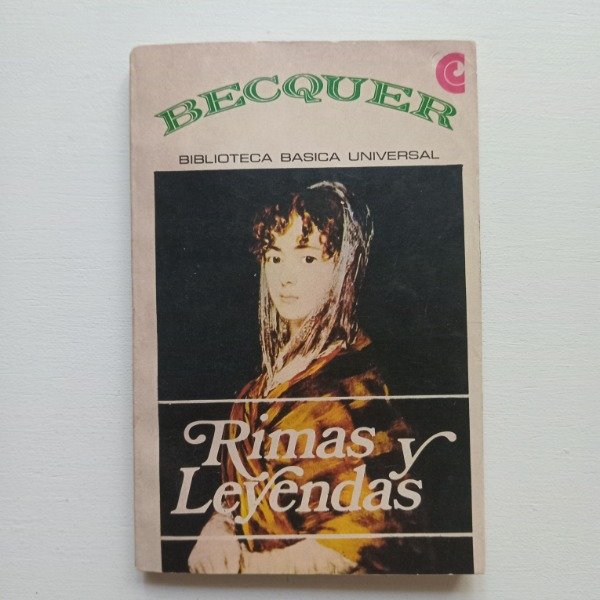 BECQUER
BIBLIOTECA BASICA UNIVERSAL
Rimas y
Leyendas